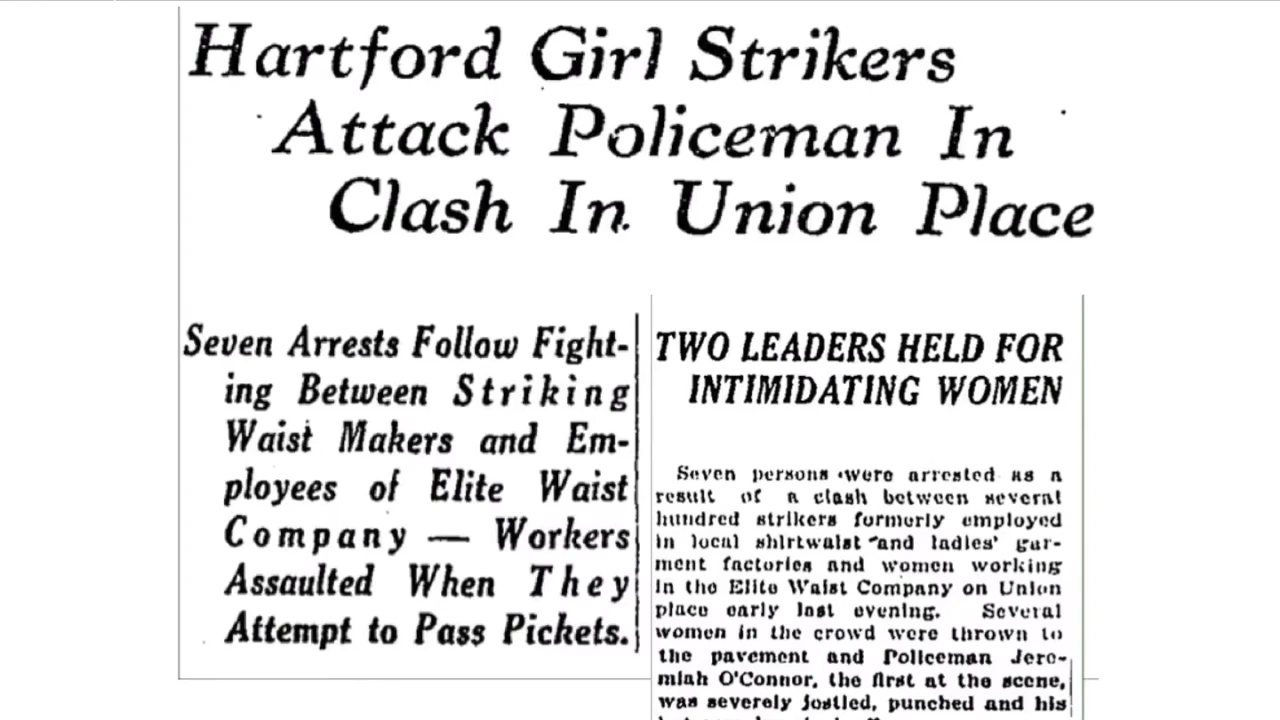 Hartford Girl Strikers
Attack Policeman In
Clash In Union Place
Seven Arrests Follow Fight-
ing Between Striking
Waist Makers and Em-
ployees of Elite Waist
Company — Workers
Assaulted When They
Attempt to Pass Pickets.
TWO LEADERS HELD FOR
INTIMIDATING WOMEN
Seven persons were arrested as a
result of a clash between several
hundred strikers formerly employed
in local shirtwaist and ladies' gar-
ment factories and women working
in the Elite Waist Company on Union
place early last evening. Several
women in the crowd were thrown to
the pavement and Policeman Jere-
miah O'Connor, the first at the scene,
was severely jostled, punched and his